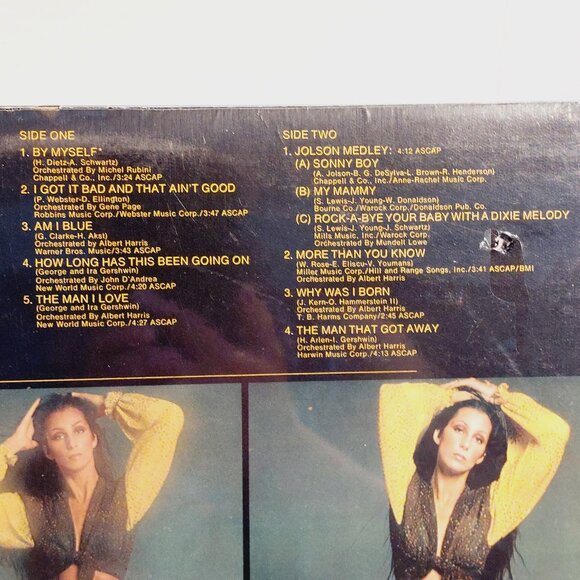 SIDE ONE
1. BY MYSELF*
(H. Dietz-A. Schwartz)
Orchestrated By Michel Rubini
Chappell & Co., Inc./3:24 ASCAP
2. I GOT IT BAD AND THAT AIN'T GOOD
(P. Webster-D. Ellington)
Orchestrated By Gene Page
Robbins Music Corp./Webster Music Corp./3:47 ASCAP
3. AM I BLUE
(G. Clarke-H. Akst)
Orchestrated by Albert Harris
Warner Bros. Music/3:43 ASCAP
4. HOW LONG HAS THIS BEEN GOING ON
(George and Ira Gershwin)
Orchestrated By John D'Andrea
New World Music Corp./4:20 ASCAP
5. THE MAN I LOVE
(George and Ira Gershwin)
Orchestrated By Albert Harris
New World Music Corp./4:27 ASCAP
SIDE TWO
1. JOLSON MEDLEY: 4:12 ASCAP
(A) SONNY BOY
(A. Jolson-B. G. DeSylva-L. Brown-R. Henderson)
Chappell & Co., Inc./Anne-Rachel Music Corp.
(B) MY MAMMY
(S. Lewis-J. Young-W. Donaldson)
Bourne Co./Warock Corp./Donaldson Pub. Co.
(C) ROCK-A-BYE YOUR BABY WITH A DIXIE MELODY
(S. Lewis-J. Young-J. Schwartz)
Mills Music, Inc./Warock Corp.
Orchestrated By Mundell Lowe
2. MORE THAN YOU KNOW
(W. Rose-E. Eliscu-V. Youmans)
Miller Music Corp./Hill and Range Songs, Inc./3:41 ASCAP/BMI
Orchestrated By Albert Harris
3. WHY WAS I BORN
(J. Kern-O. Hammerstein II)
Orchestrated By Albert Harris
T. B. Harms Company/2:45 ASCAP
4. THE MAN THAT GOT AWAY
(H. Arlen-I. Gershwin)
Orchestrated By Albert Harris
Harwin Music Corp./4:13 ASCAP